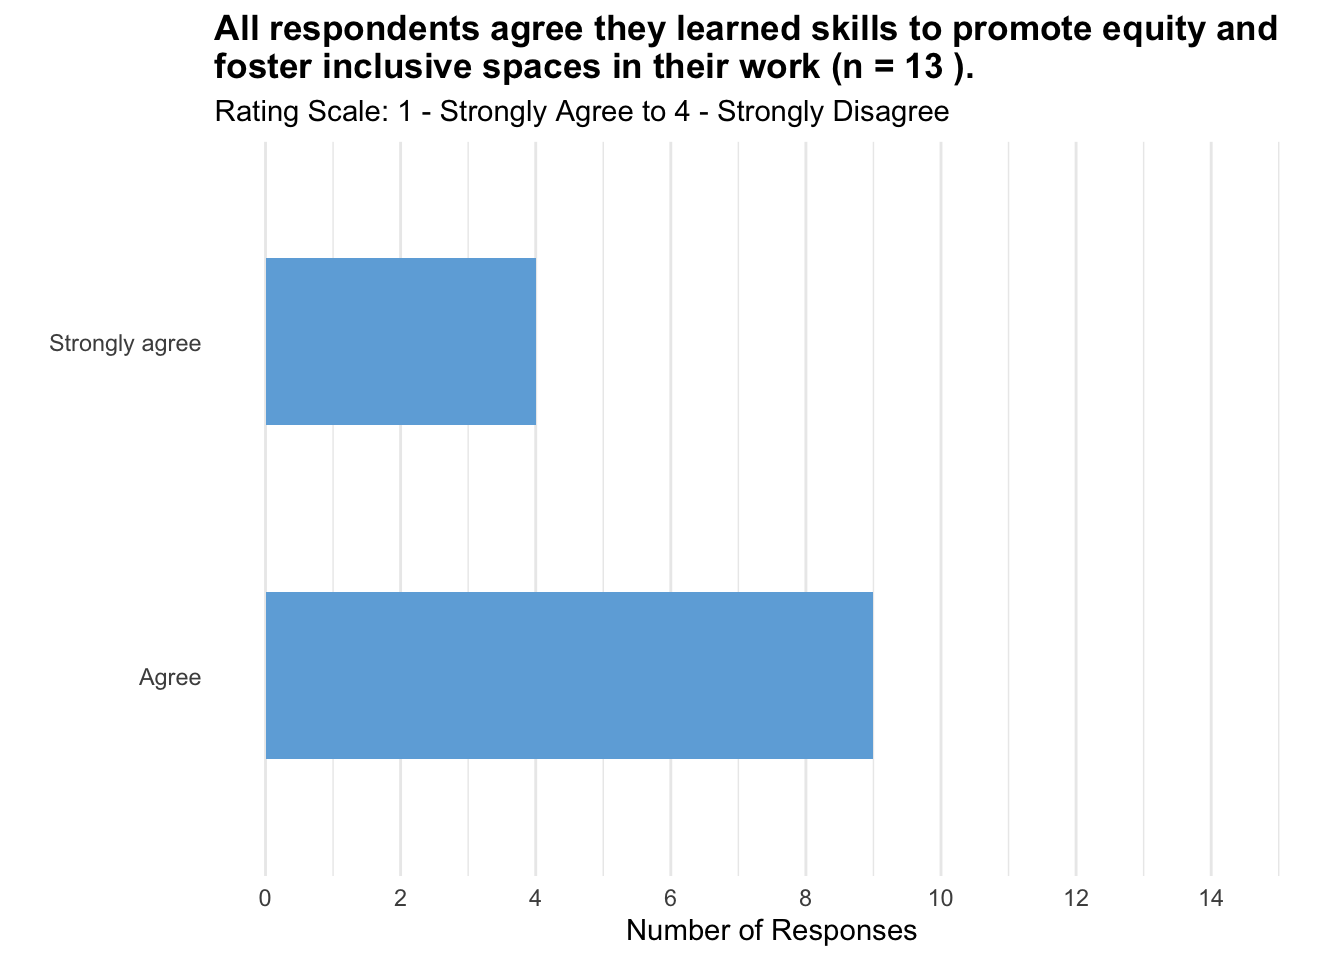 All respondents agree they learned skills to promote equity and
foster inclusive spaces in their work (n = 13 ).
Rating Scale: 1 - Strongly Agree to 4 - Strongly Disagree
Strongly agree
Agree
0 2 4 6 8 10 12 14
Number of Responses